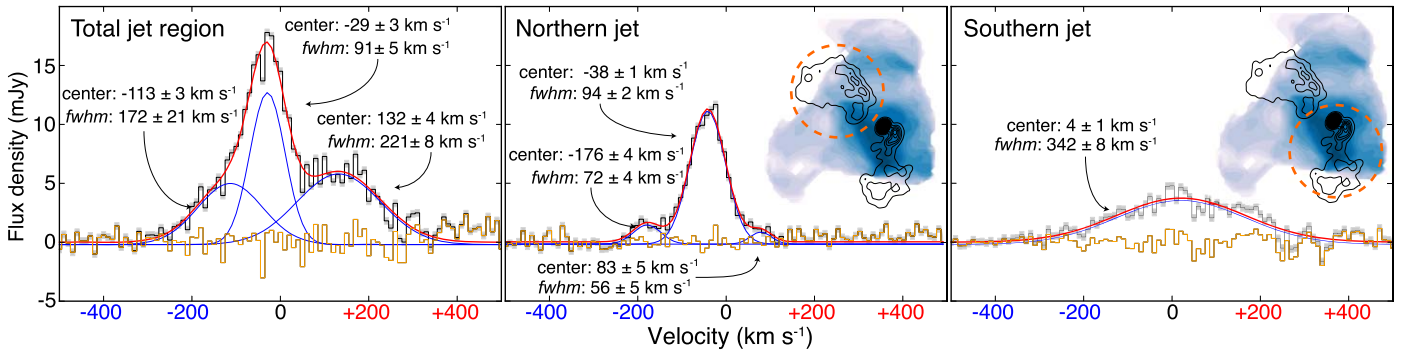 Total jet region
center: -29 ± 3 km s⁻¹
fwhm: 91± 5 km s⁻¹
center: -113 ± 3 km s⁻¹
fwhm: 172 ± 21 km s⁻¹
center: 132 ± 4 km s⁻¹
fwhm: 221± 8 km s⁻¹
Northern jet
center: -38 ± 1 km s⁻¹
fwhm: 94 ± 2 km s⁻¹
center: -176 ± 4 km s⁻¹
fwhm: 72 ± 4 km s⁻¹
center: 83 ± 5 km s⁻¹
fwhm: 56 ± 5 km s⁻¹
Southern jet
center: 4 ± 1 km s⁻¹
fwhm: 342 ± 8 km s⁻¹
Flux density (mJy)
15
10
5
0
-5
-400 -200 0 +200 +400
-400 -200 0 +200 +400
-400 -200 0 +200 +400
Velocity (km s⁻¹)